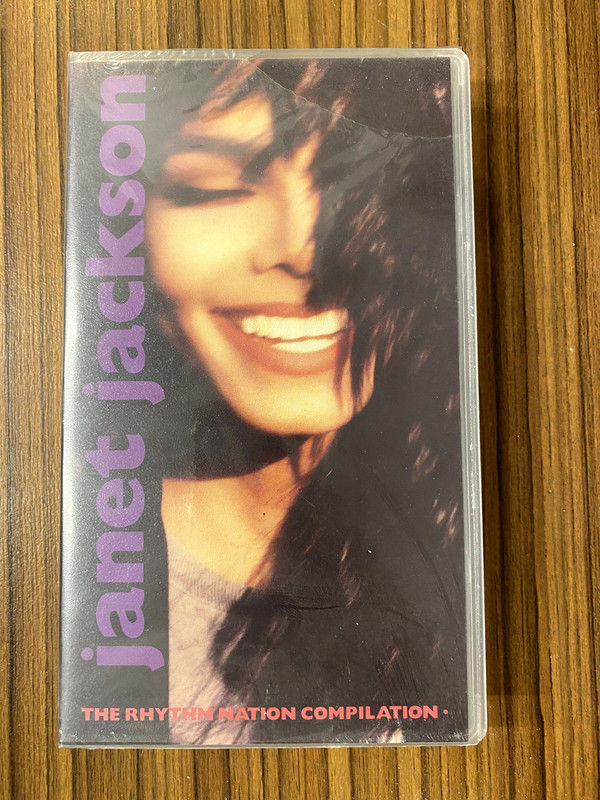 janet jackson
THE RHYTHM NATION COMPILATION •